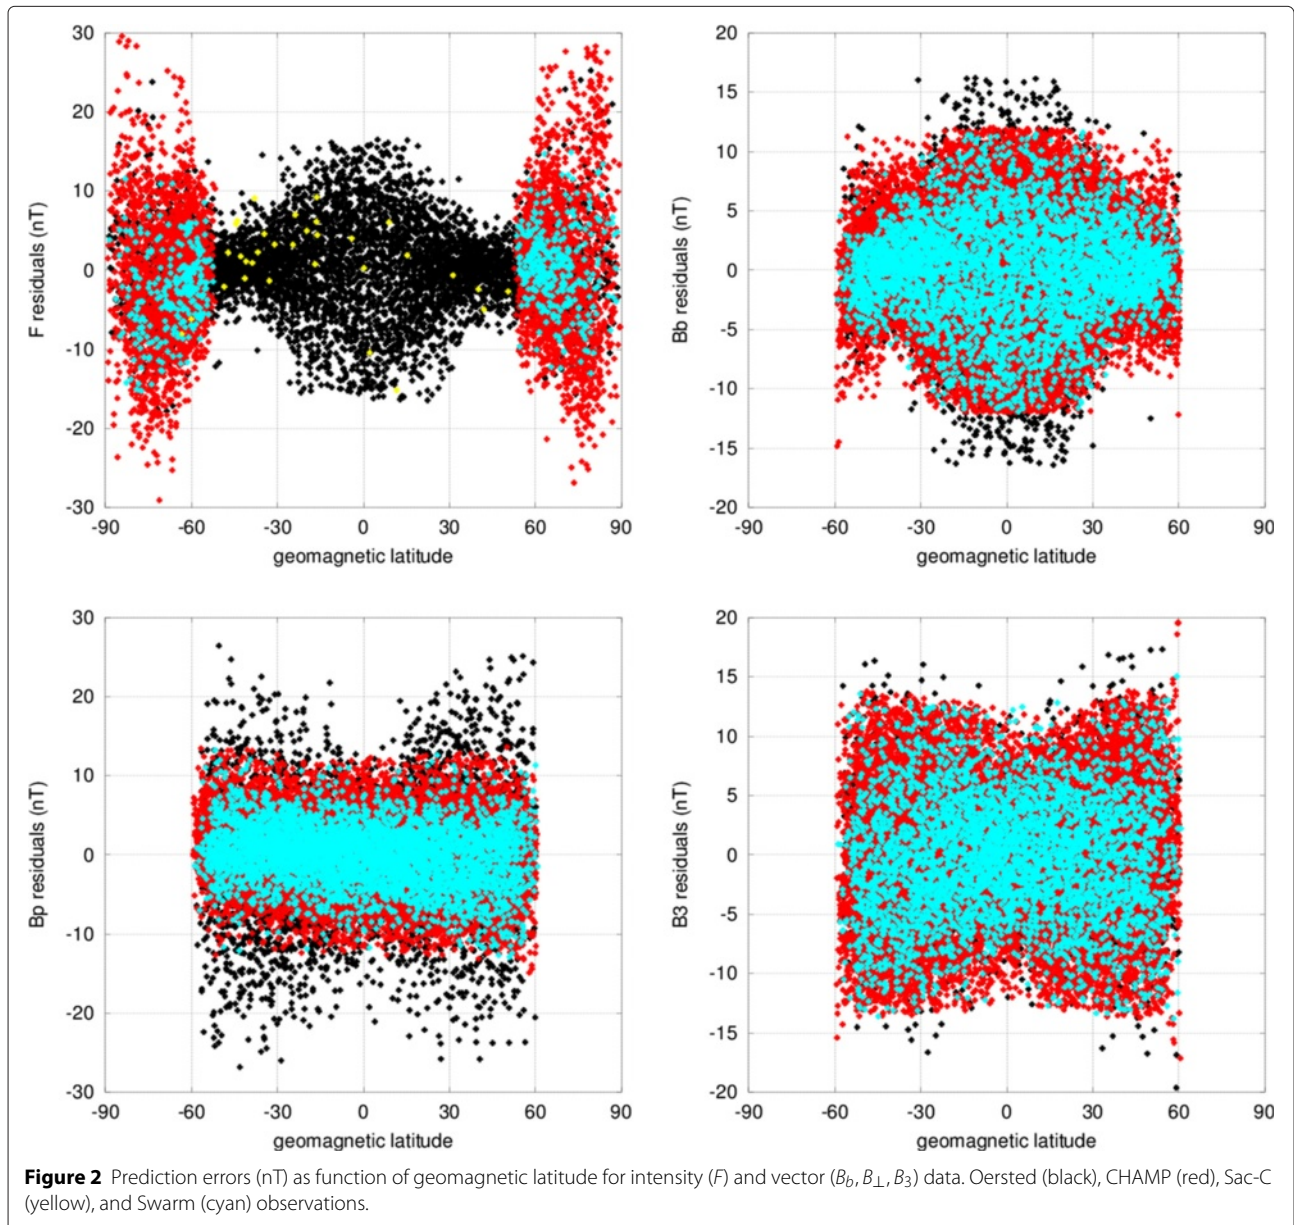 30
20
10
0
-10
-20
-30
F residuals (nT)
-90 -60 -30 0 30 60 90
geomagnetic latitude
20
15
10
5
0
-5
-10
-15
-20
Bb residuals (nT)
-90 -60 -30 0 30 60 90
geomagnetic latitude
30
20
10
0
-10
-20
-30
Bp residuals (nT)
-90 -60 -30 0 30 60 90
geomagnetic latitude
20
15
10
5
0
-5
-10
-15
-20
B3 residuals (nT)
-90 -60 -30 0 30 60 90
geomagnetic latitude
Figure 2 Prediction errors (nT) as function of geomagnetic latitude for intensity (F) and vector (B_b, B_⊥, B_3) data. Oersted (black), CHAMP (red), Sac-C
(yellow), and Swarm (cyan) observations.